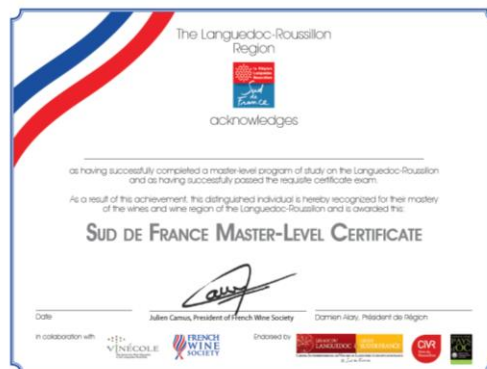 The Languedoc-Roussillon
Region
Sud
de
France
acknowledges
as having successfully completed a master-level program of study on the Languedoc-Roussillon
and as having successfully passed the requisite certificate exam.
As a result of this achievement, this distinguished individual is hereby recognized for their mastery
of the wines and wine region of the Languedoc-Roussillon and is awarded this:
SUD DE FRANCE MASTER-LEVEL CERTIFICATE
Date
Julien Camus, President of French Wine Society
Damien Alary, Président de Région
In collaboration with
VINÉCOLE
FRENCH
WINE
SOCIETY
Endorsed by
LANGUEDOC
CIVR